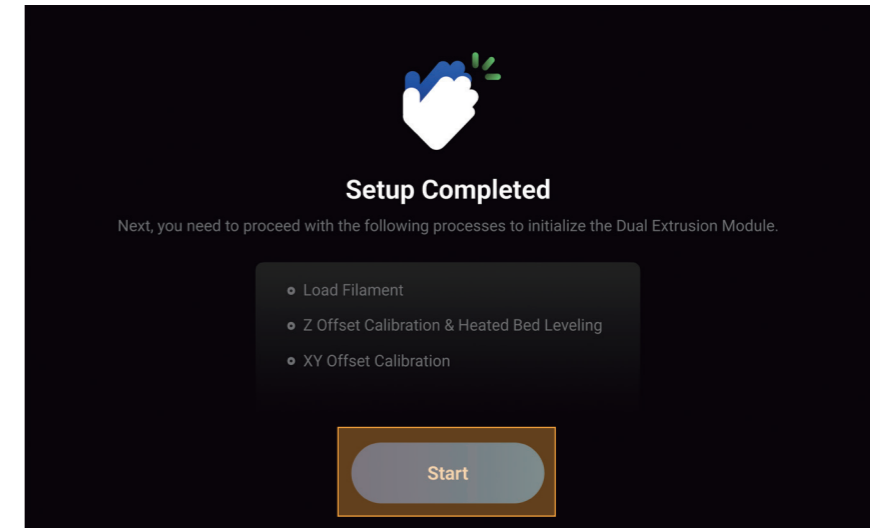 Setup Completed
Next, you need to proceed with the following processes to initialize the Dual Extrusion Module.
Load Filament
Z Offset Calibration & Heated Bed Leveling
XY Offset Calibration
Start